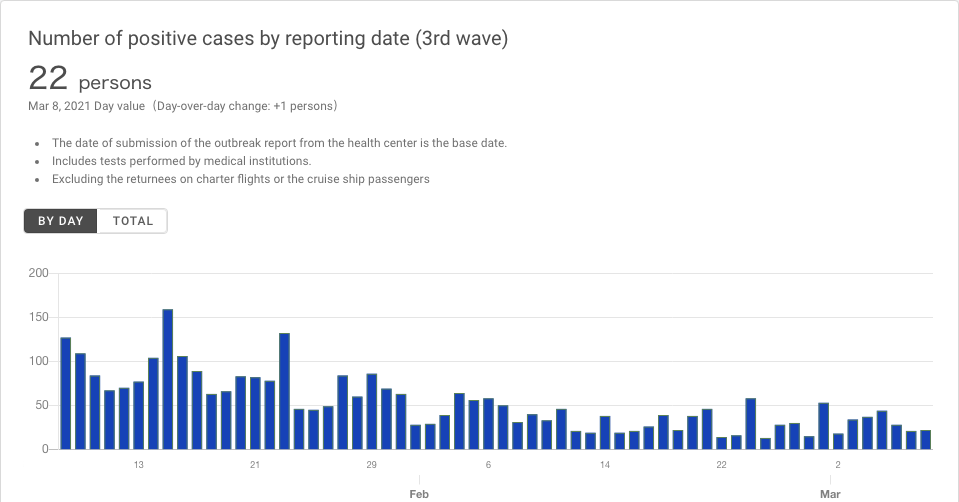 Number of positive cases by reporting date (3rd wave)
22 persons
Mar 8, 2021 Day value（Day-over-day change: +1 persons）
• The date of submission of the outbreak report from the health center is the base date.
• Includes tests performed by medical institutions.
• Excluding the returnees on charter flights or the cruise ship passengers
BY DAY TOTAL
200
150
100
50
0
13 21 29 6 14 22 2
Feb Mar